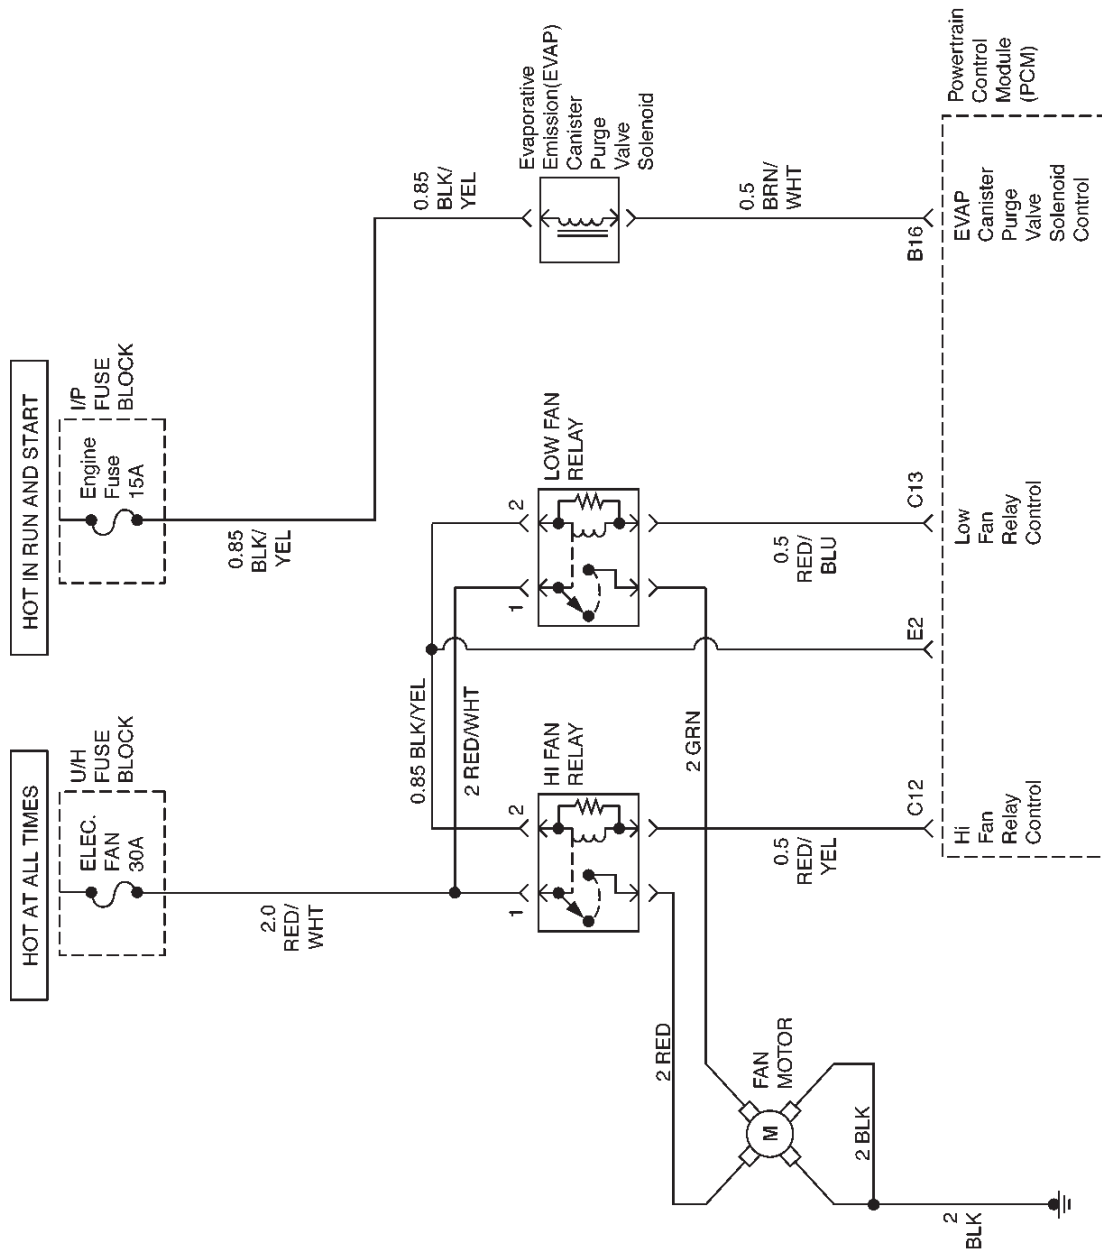 HOT AT ALL TIMES
U/H
FUSE
BLOCK
ELEC.
FAN
30A
2.0
RED/
WHT
HOT IN RUN AND START
I/P
FUSE
BLOCK
Engine
Fuse
15A
0.85
BLK/
YEL
0.85
BLK/
YEL
0.85 BLK/YEL
2 RED/WHT
1
2
HI FAN
RELAY
1
2
LOW FAN
RELAY
Evaporative
Emission(EVAP)
Canister
Purge
Valve
Solenoid
2 RED
2 GRN
0.5
RED/
YEL
0.5
RED/
BLU
0.5
BRN/
WHT
FAN
MOTOR
M
2 BLK
2
BLK
C12
E2
C13
B16
Hi
Fan
Relay
Control
Low
Fan
Relay
Control
EVAP
Canister
Purge
Valve
Solenoid
Control
Powertrain
Control
Module
(PCM)